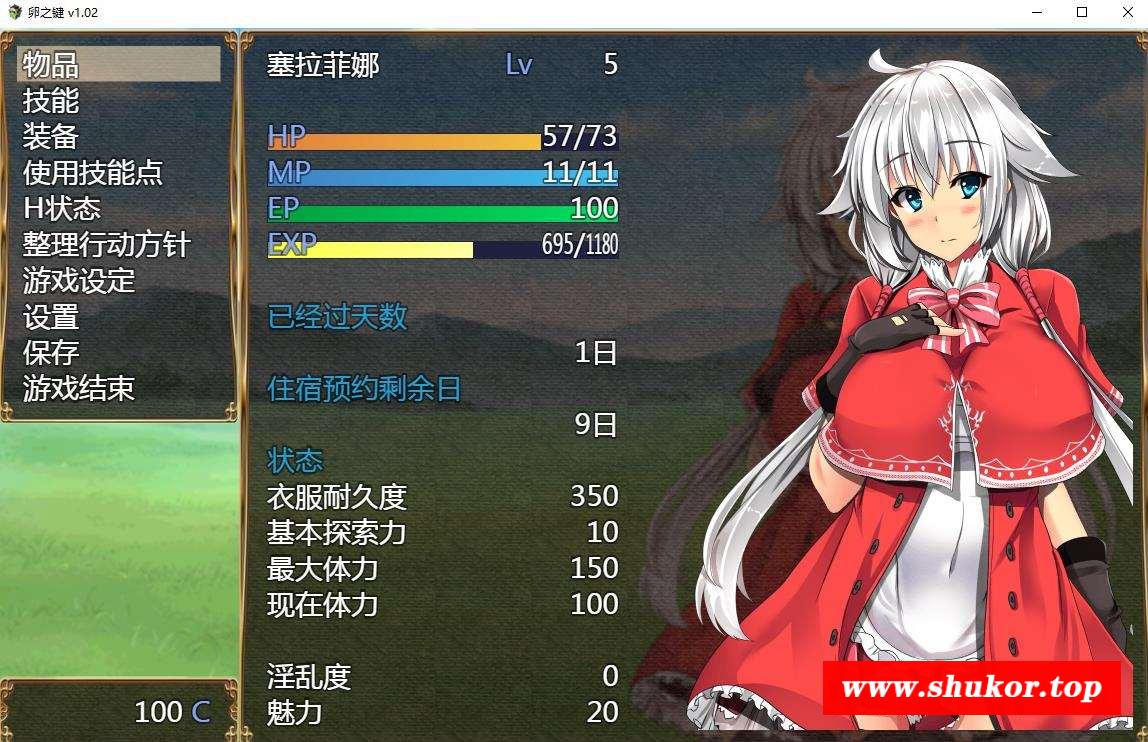 卵之键 v1.02
物品
技能
装备
使用技能点
H状态
整理行动方针
游戏设定
设置
保存
游戏结束
100 C
塞拉菲娜 Lv 5
HP 57/73
MP 11/11
EP 100
EXP 695/1180
已经过天数
1日
住宿预约剩余日
9日
状态
衣服耐久度 350
基本探索力 10
最大体力 150
现在体力 100
淫乱度 0
魅力 20
www.shukor.top